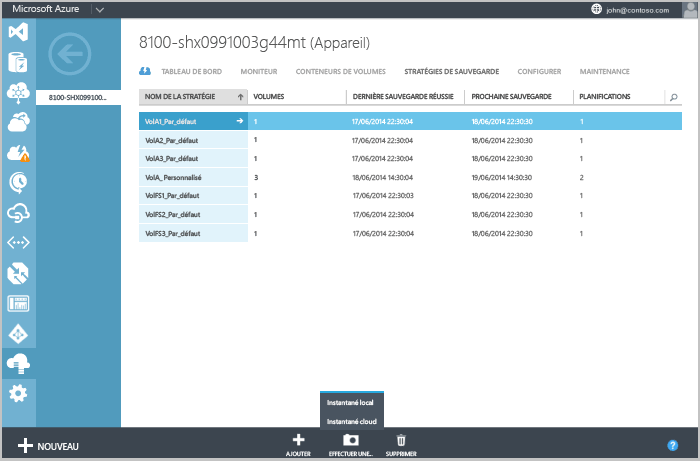 Microsoft Azure
john@contoso.com
8100-shx0991003g44mt (Appareil)
8100-SHX099100...
TABLEAU DE BORD MONITEUR CONTENEURS DE VOLUMES STRATÉGIES DE SAUVEGARDE CONFIGURER MAINTENANCE
NOM DE LA STRATÉGIE VOLUMES DERNIÈRE SAUVEGARDE RÉUSSIE PROCHAINE SAUVEGARDE PLANIFICATIONS
VolA1_Par_défaut 1 17/06/2014 22:30:04 18/06/2014 22:30:30 1
VolA2_Par_défaut 1 17/06/2014 22:30:04 18/06/2014 22:30:30 1
VolA3_Par_défaut 1 17/06/2014 22:30:04 18/06/2014 22:30:30 1
VolA_ Personnalisé 3 18/06/2014 14:30:04 19/06/2014 14:30:30 2
VolFS1_Par_défaut 1 17/06/2014 22:30:03 18/06/2014 22:30:30 1
VolFS2_Par_défaut 1 17/06/2014 22:30:04 18/06/2014 22:30:30 1
VolFS3_Par_défaut 1 17/06/2014 22:30:04 18/06/2014 22:30:30 1
Instantané local
Instantané cloud
NOUVEAU
AJOUTER EFFECTUER UNE... SUPPRIMER
?